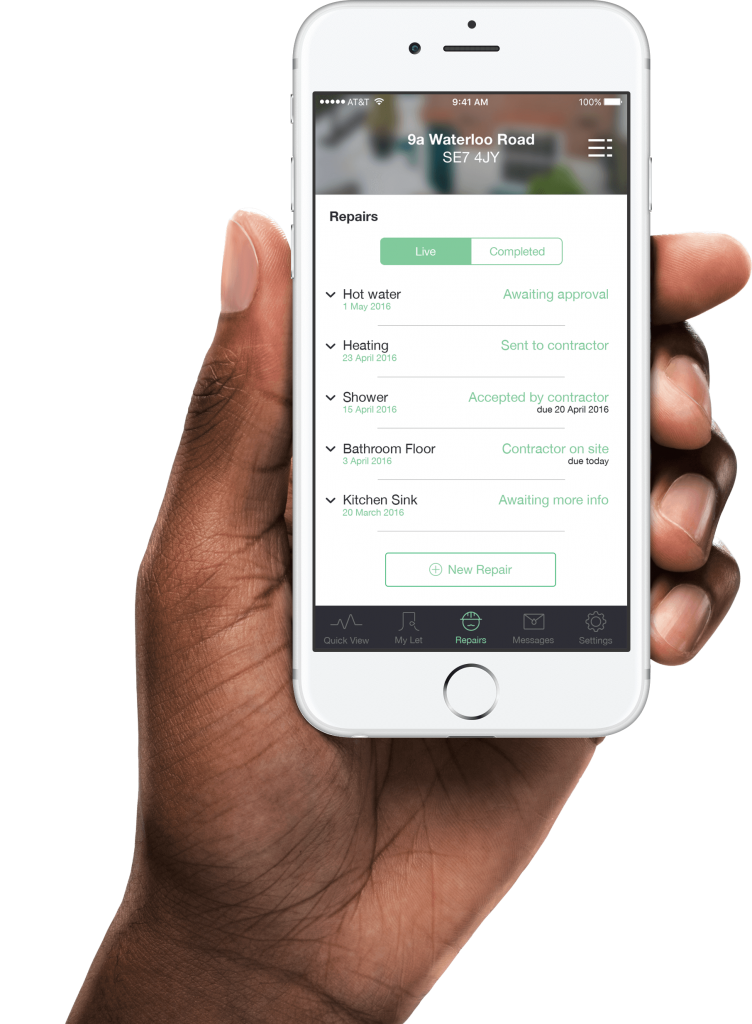 ●●●●● AT&T 9:41 AM 100%
9a Waterloo Road
SE7 4JY
Repairs
Live Completed
Hot water Awaiting approval
1 May 2016
Heating Sent to contractor
23 April 2016
Shower Accepted by contractor
15 April 2016 due 20 April 2016
Bathroom Floor Contractor on site
3 April 2016 due today
Kitchen Sink Awaiting more info
20 March 2016
New Repair
Quick View My Let Repairs Messages Settings